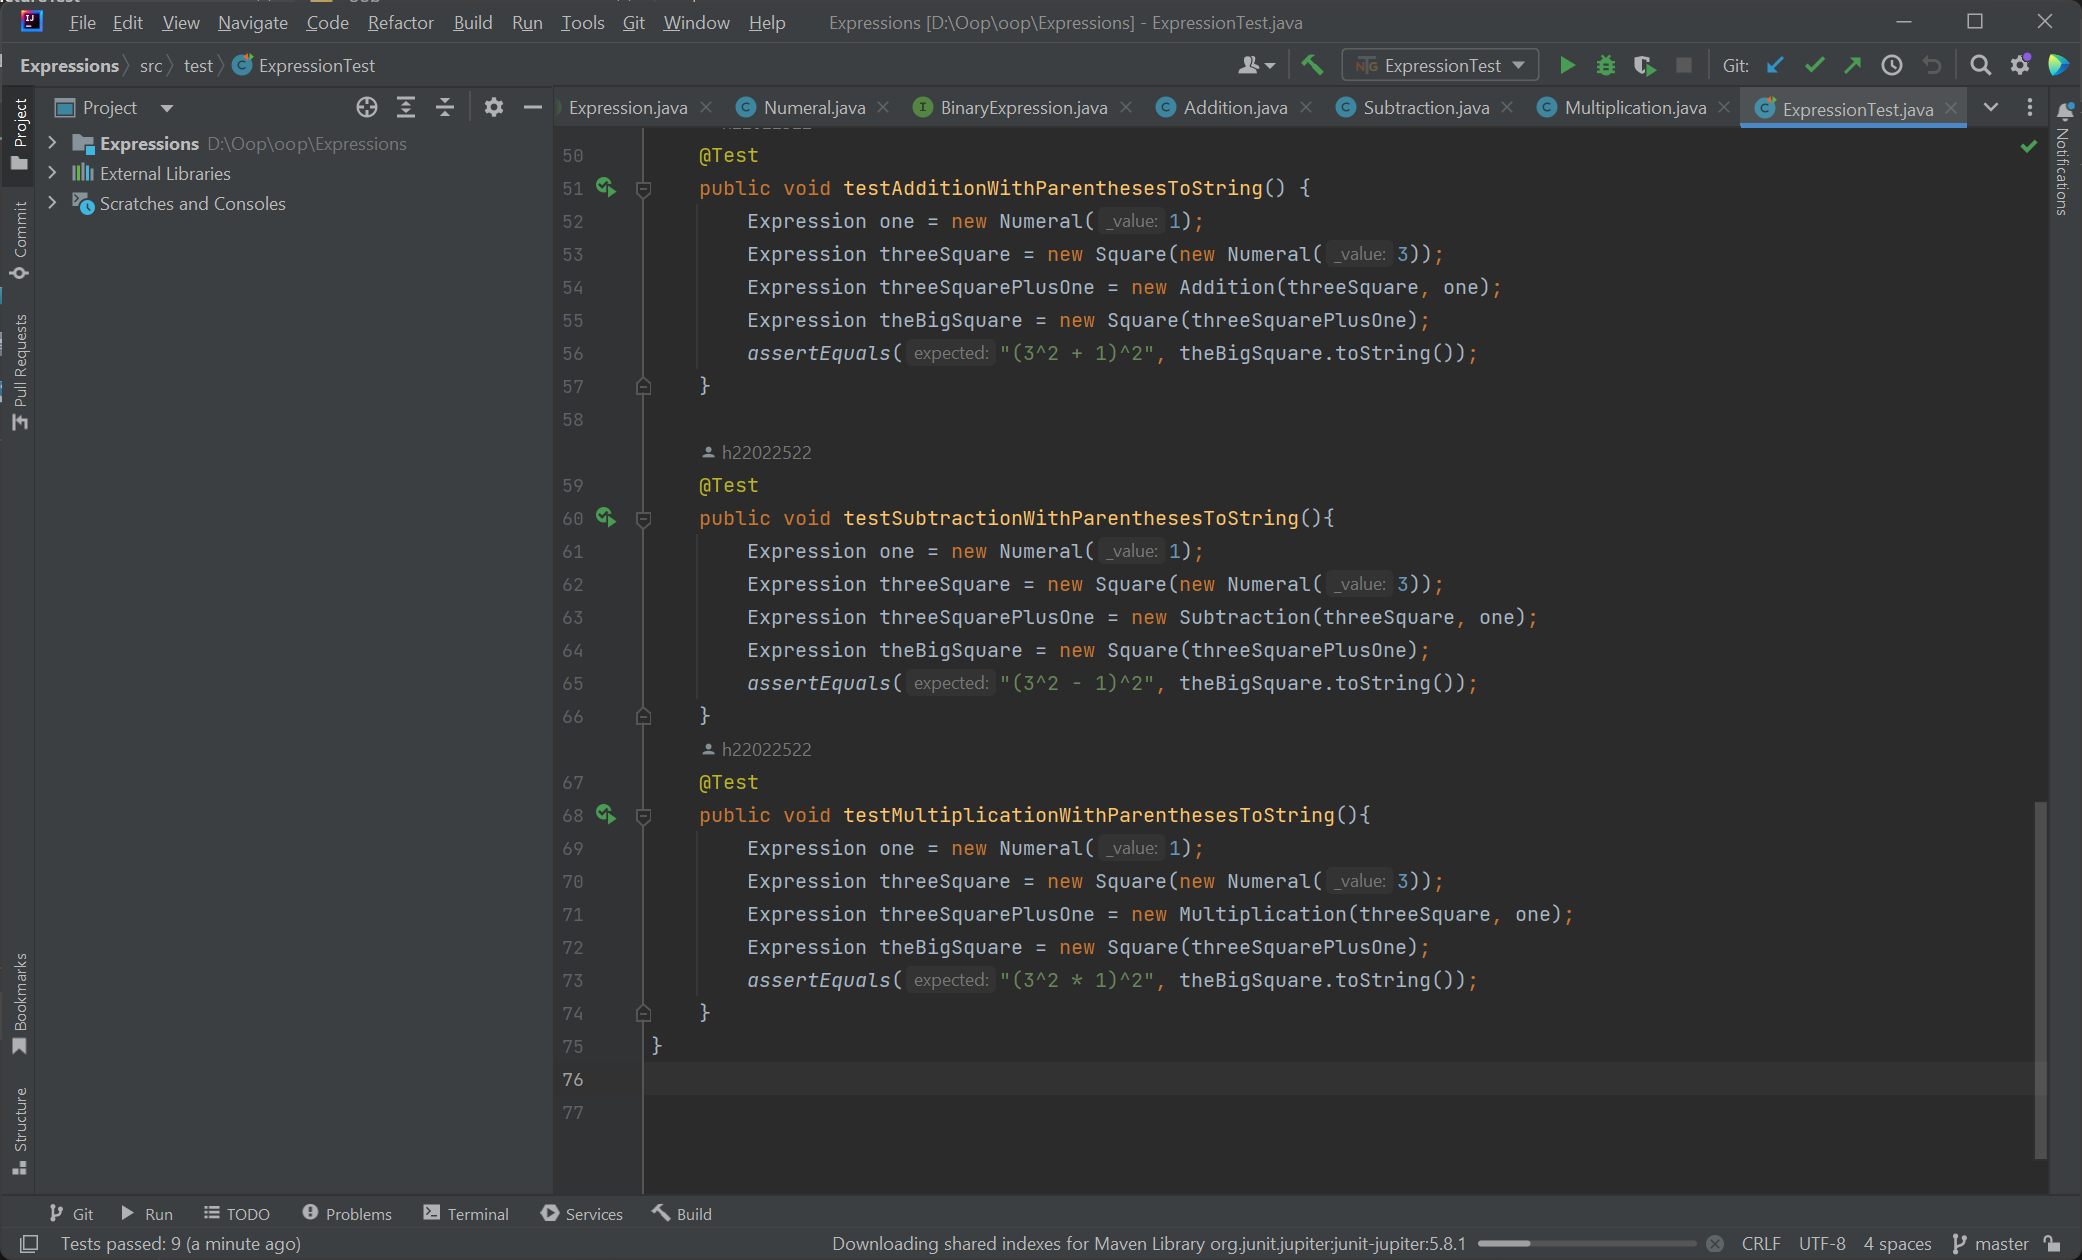 File Edit View Navigate Code Refactor Build Run Tools Git Window Help Expressions [D:\Oop\oop\Expressions] - ExpressionTest.java
Expressions src test ExpressionTest ExpressionTest Git:
Project Expression.java Numeral.java BinaryExpression.java Addition.java Subtraction.java Multiplication.java ExpressionTest.java
Expressions D:\Oop\oop\Expressions
External Libraries
Scratches and Consoles
Project
Commit
Pull Requests
Bookmarks
Structure
50 @Test
51 public void testAdditionWithParenthesesToString() {
52 Expression one = new Numeral( _value: 1);
53 Expression threeSquare = new Square(new Numeral( _value: 3));
54 Expression threeSquarePlusOne = new Addition(threeSquare, one);
55 Expression theBigSquare = new Square(threeSquarePlusOne);
56 assertEquals( expected: "(3^2 + 1)^2", theBigSquare.toString());
57 }
58
h22022522
59 @Test
60 public void testSubtractionWithParenthesesToString(){
61 Expression one = new Numeral( _value: 1);
62 Expression threeSquare = new Square(new Numeral( _value: 3));
63 Expression threeSquarePlusOne = new Subtraction(threeSquare, one);
64 Expression theBigSquare = new Square(threeSquarePlusOne);
65 assertEquals( expected: "(3^2 - 1)^2", theBigSquare.toString());
66 }
h22022522
67 @Test
68 public void testMultiplicationWithParenthesesToString(){
69 Expression one = new Numeral( _value: 1);
70 Expression threeSquare = new Square(new Numeral( _value: 3));
71 Expression threeSquarePlusOne = new Multiplication(threeSquare, one);
72 Expression theBigSquare = new Square(threeSquarePlusOne);
73 assertEquals( expected: "(3^2 * 1)^2", theBigSquare.toString());
74 }
75 }
76
77
Notifications
Git Run TODO Problems Terminal Services Build
Tests passed: 9 (a minute ago) Downloading shared indexes for Maven Library org.junit.jupiter:junit-jupiter:5.8.1 CRLF UTF-8 4 spaces master